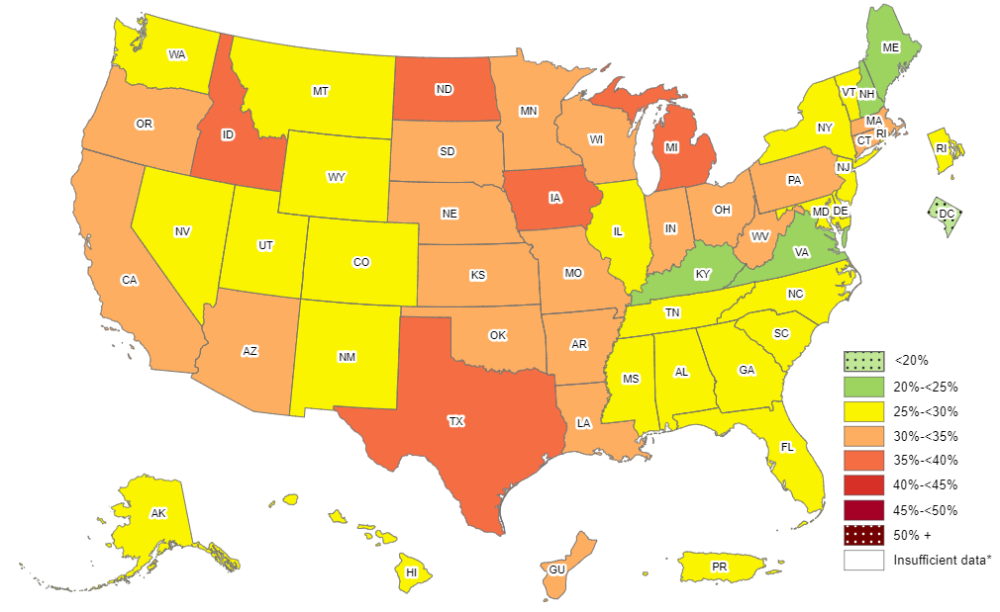 WA
MT
ND
MN
ME
VT
NH
OR
ID
SD
WI
MI
NY
MA
RI
CT
RI
WY
NE
IA
PA
NJ
NV
UT
CO
IL
IN
OH
MD
DE
DC
WV
VA
CA
KS
MO
KY
NC
TN
AZ
NM
OK
AR
SC
MS
AL
GA
TX
LA
FL
AK
HI
GU
PR
<20%
20%-<25%
25%-<30%
30%-<35%
35%-<40%
40%-<45%
45%-<50%
50% +
Insufficient data*